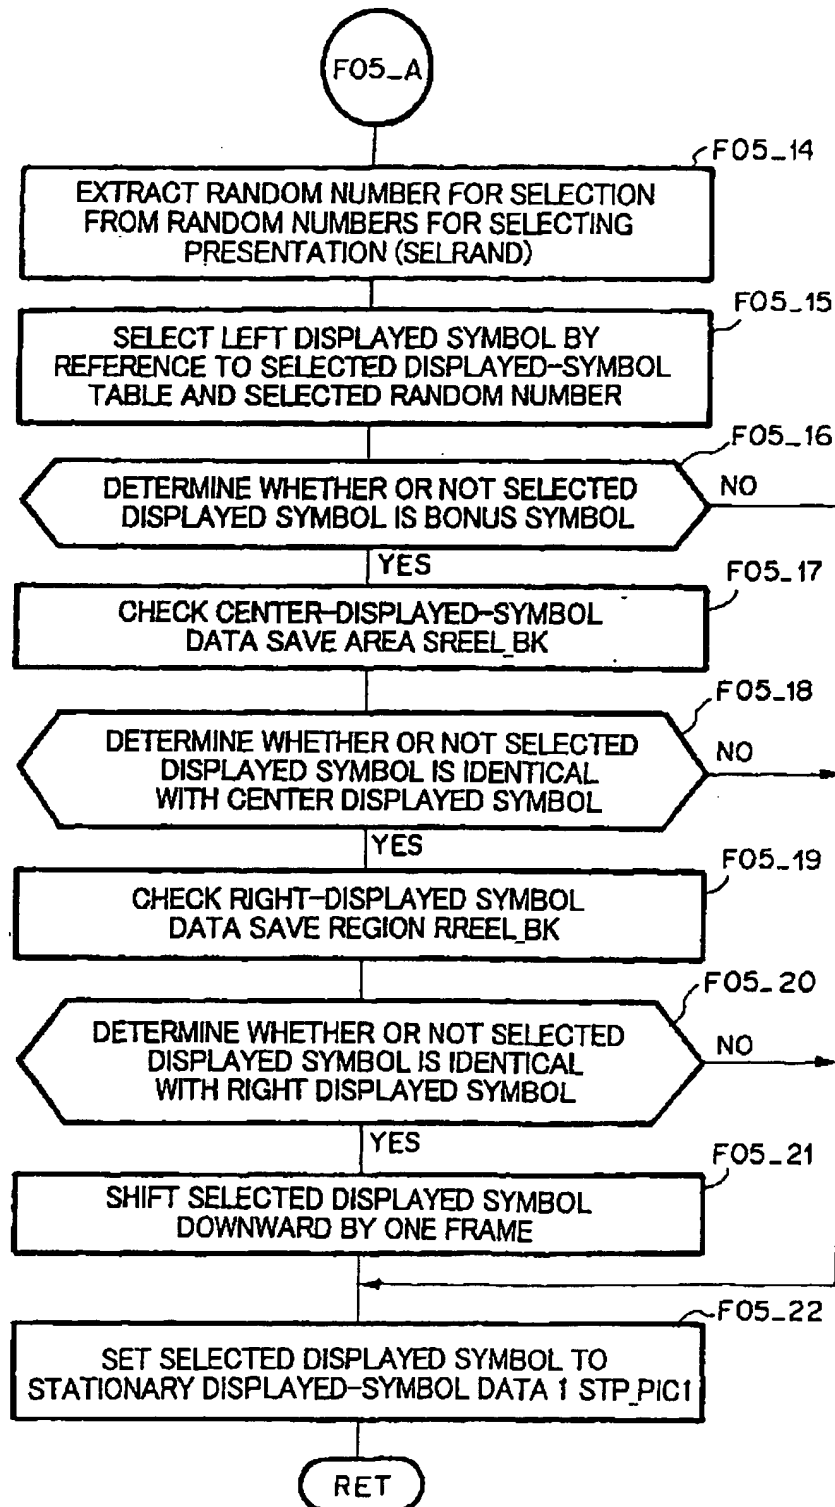 F05_A
F05_14
EXTRACT RANDOM NUMBER FOR SELECTION
FROM RANDOM NUMBERS FOR SELECTING
PRESENTATION (SELRAND)
F05_15
SELECT LEFT DISPLAYED SYMBOL BY
REFERENCE TO SELECTED DISPLAYED-SYMBOL
TABLE AND SELECTED RANDOM NUMBER
F05_16
DETERMINE WHETHER OR NOT SELECTED
DISPLAYED SYMBOL IS BONUS SYMBOL
NO
YES
F05_17
CHECK CENTER-DISPLAYED-SYMBOL
DATA SAVE AREA SREEL_BK
F05_18
DETERMINE WHETHER OR NOT SELECTED
DISPLAYED SYMBOL IS IDENTICAL
WITH CENTER DISPLAYED SYMBOL
NO
YES
F05_19
CHECK RIGHT-DISPLAYED SYMBOL
DATA SAVE REGION RREEL_BK
F05_20
DETERMINE WHETHER OR NOT SELECTED
DISPLAYED SYMBOL IS IDENTICAL
WITH RIGHT DISPLAYED SYMBOL
NO
YES
F05_21
SHIFT SELECTED DISPLAYED SYMBOL
DOWNWARD BY ONE FRAME
F05_22
SET SELECTED DISPLAYED SYMBOL TO
STATIONARY DISPLAYED-SYMBOL DATA 1 STP_PIC1
RET